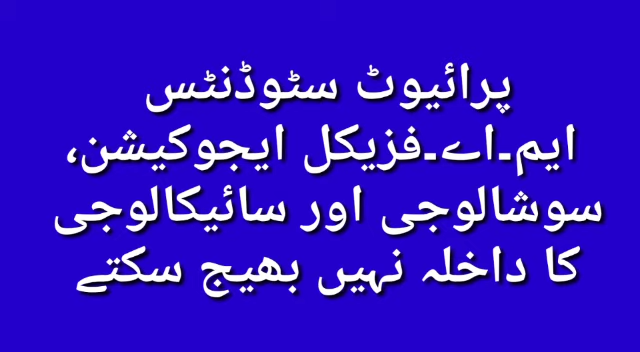 پرائیوٹ سٹوڈنٹس
ایم۔اے۔فزیکل ایجوکیشن،
سوشالوجی اور سائیکالوجی
کا داخلہ نہیں بھیج سکتے